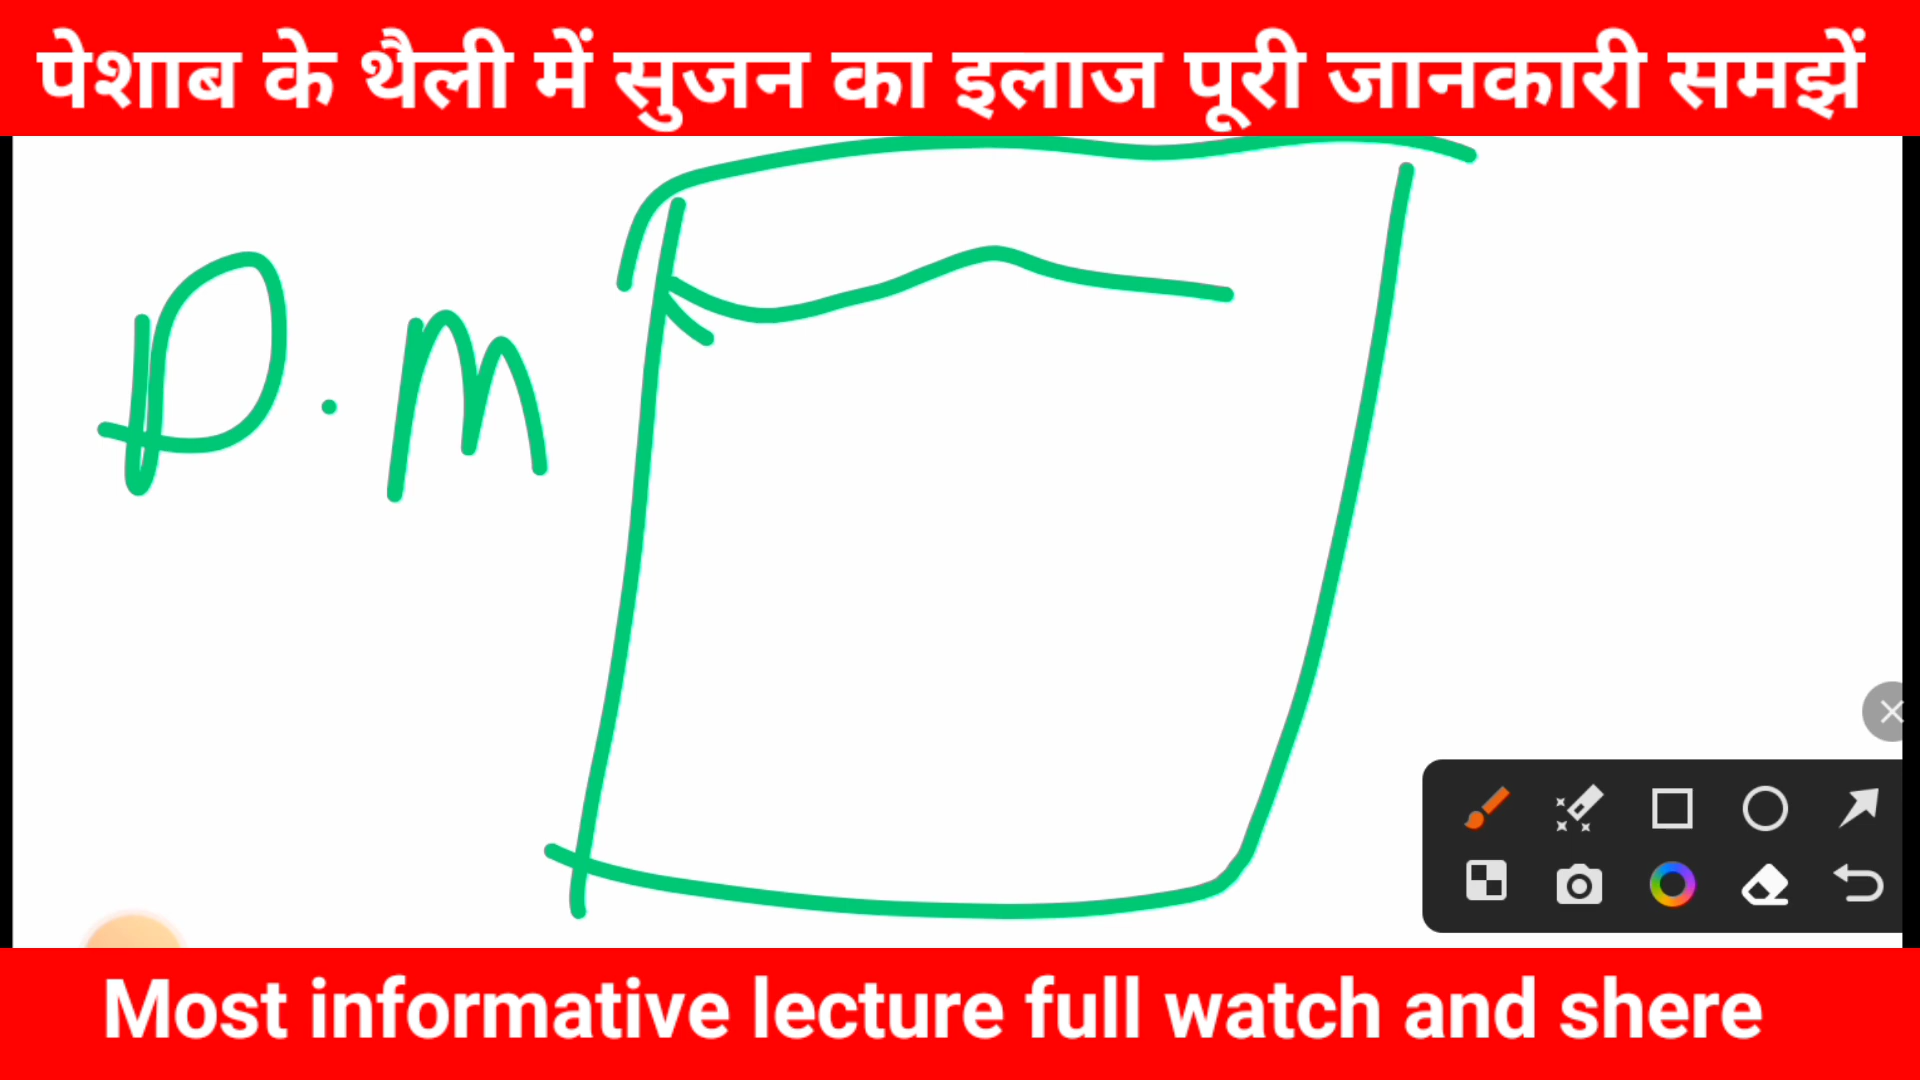 पेशाब के थैली में सुजन का इलाज पूरी जानकारी समझें
D.M
Most informative lecture full watch and shere